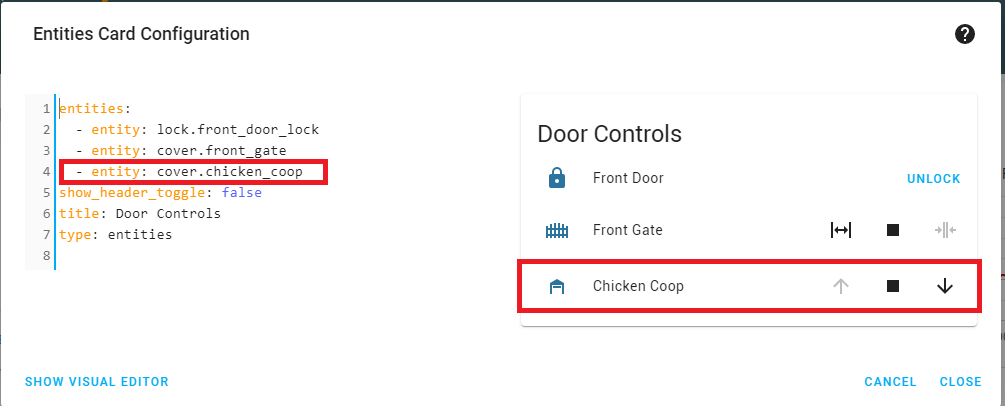 Entities Card Configuration
1 entities:
2 - entity: lock.front_door_lock
3 - entity: cover.front_gate
4 - entity: cover.chicken_coop
5 show_header_toggle: false
6 title: Door Controls
7 type: entities
8
Door Controls
Front Door UNLOCK
Front Gate
Chicken Coop
SHOW VISUAL EDITOR CANCEL CLOSE